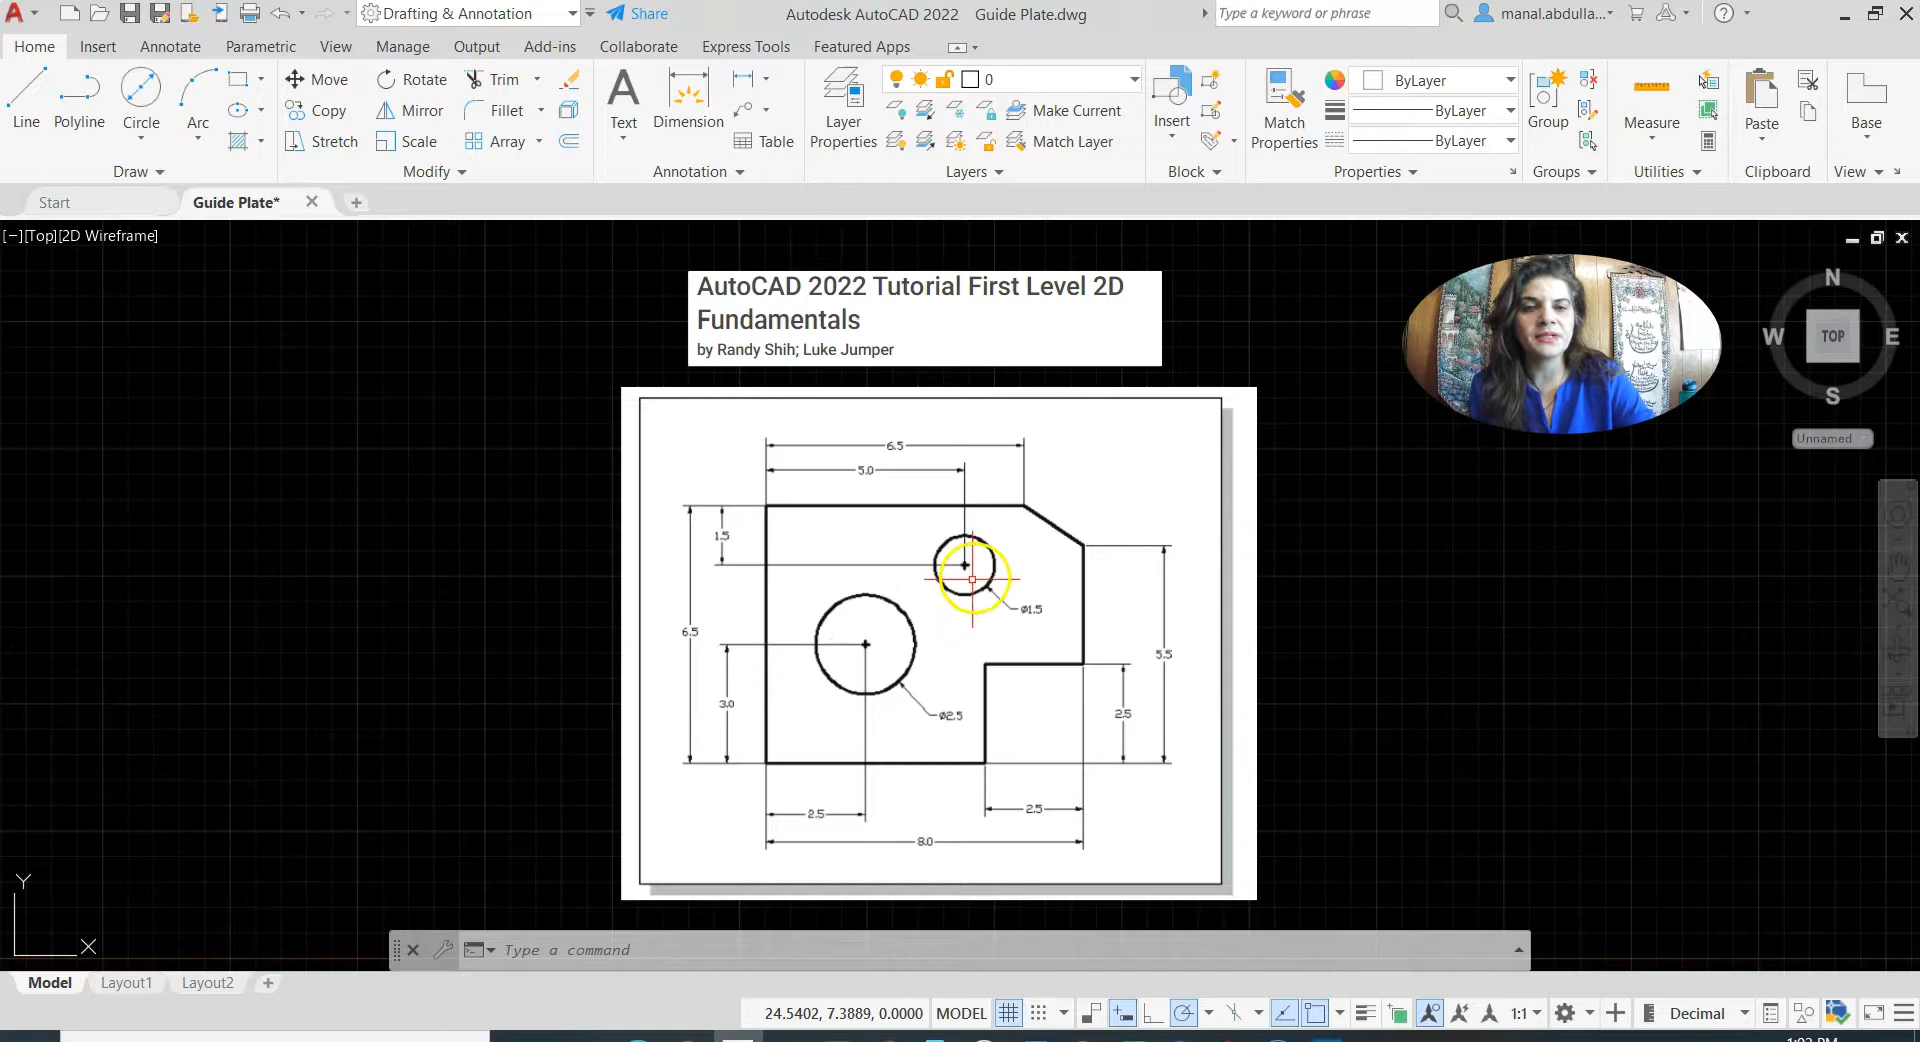 Drafting & Annotation
Share
Autodesk AutoCAD 2022 Guide Plate.dwg
Type a keyword or phrase
manal.abdulla...
Home Insert Annotate Parametric View Manage Output Add-ins Collaborate Express Tools Featured Apps
Line Polyline Circle Arc
Move Rotate Trim
Copy Mirror Fillet
Stretch Scale Array
Text Dimension Table
Layer Properties
0
Make Current
Match Layer
Insert
Match Properties
ByLayer
ByLayer
ByLayer
Group
Measure
Paste
Base
Draw Modify Annotation Layers Block Properties Groups Utilities Clipboard View
Start Guide Plate*
[−][Top][2D Wireframe]
AutoCAD 2022 Tutorial First Level 2D
Fundamentals
by Randy Shih; Luke Jumper
N
W TOP E
S
Unnamed
6.5
5.0
1.5
ø1.5
6.5
5.5
3.0
ø2.5
2.5
2.5
2.5
8.0
Y
X
Type a command
Model Layout1 Layout2
24.5402, 7.3889, 0.0000 MODEL
1:1
Decimal